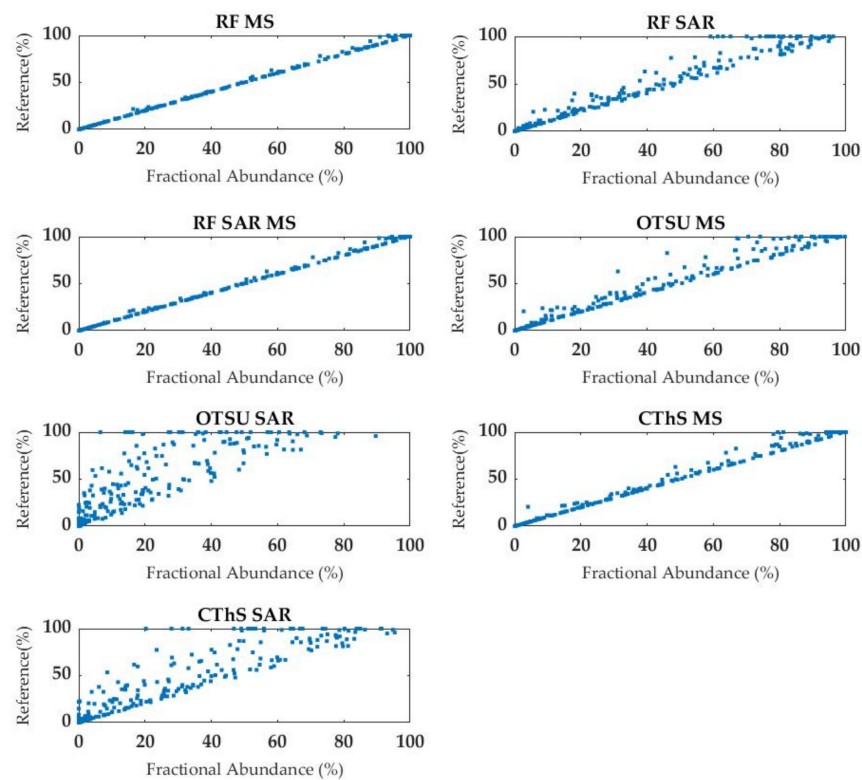 RF MS
100
50
0
Reference(%)
0 20 40 60 80 100
Fractional Abundance (%)
RF SAR
100
50
0
Reference(%)
0 20 40 60 80 100
Fractional Abundance (%)
RF SAR MS
100
50
0
Reference(%)
0 20 40 60 80 100
Fractional Abundance (%)
OTSU MS
100
50
0
Reference(%)
0 20 40 60 80 100
Fractional Abundance (%)
OTSU SAR
100
50
0
Reference(%)
0 20 40 60 80 100
Fractional Abundance (%)
CThS MS
100
50
0
Reference(%)
0 20 40 60 80 100
Fractional Abundance (%)
CThS SAR
100
50
0
Reference(%)
0 20 40 60 80 100
Fractional Abundance (%)